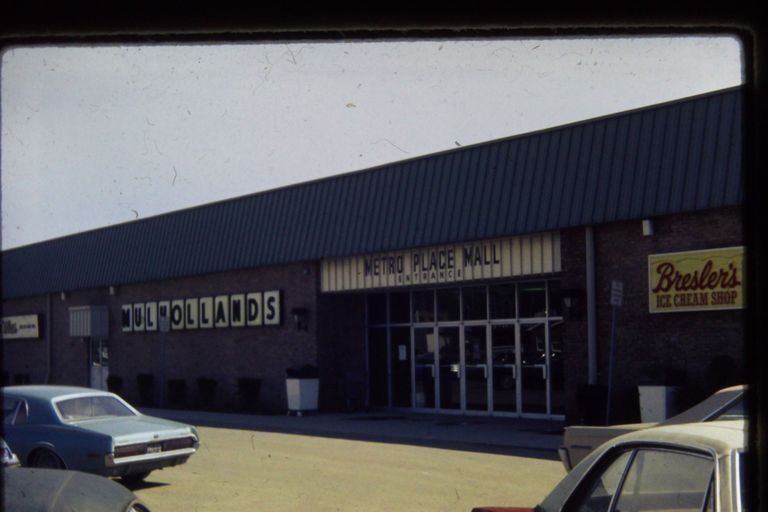 MULHOLLANDS
METRO PLACE MALL
ENTRANCE
Bresler's
ICE CREAM SHOP